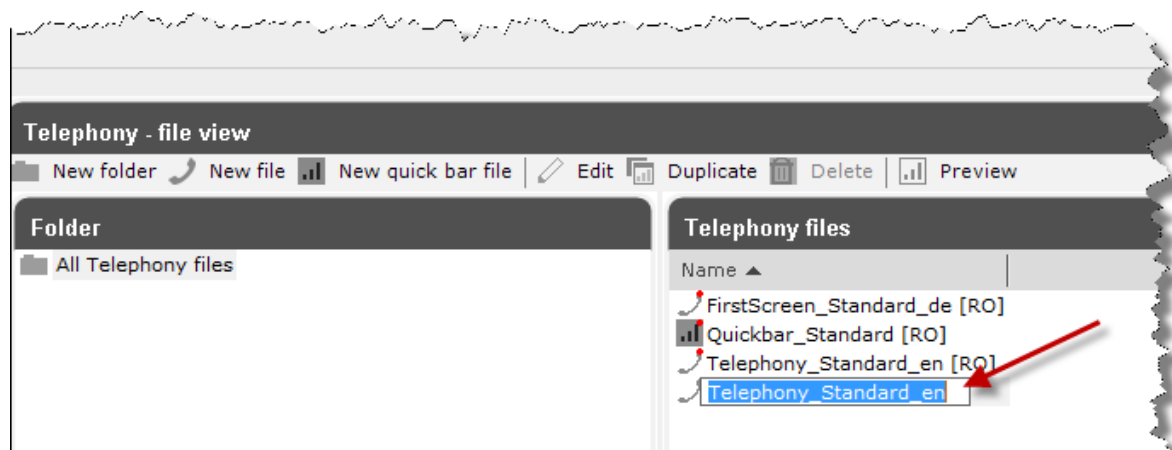 Telephony - file view
New folder New file New quick bar file Edit Duplicate Delete Preview
Folder
All Telephony files
Telephony files
Name
FirstScreen_Standard_de [RO]
Quickbar_Standard [RO]
Telephony_Standard_en [RO]
Telephony_Standard_en